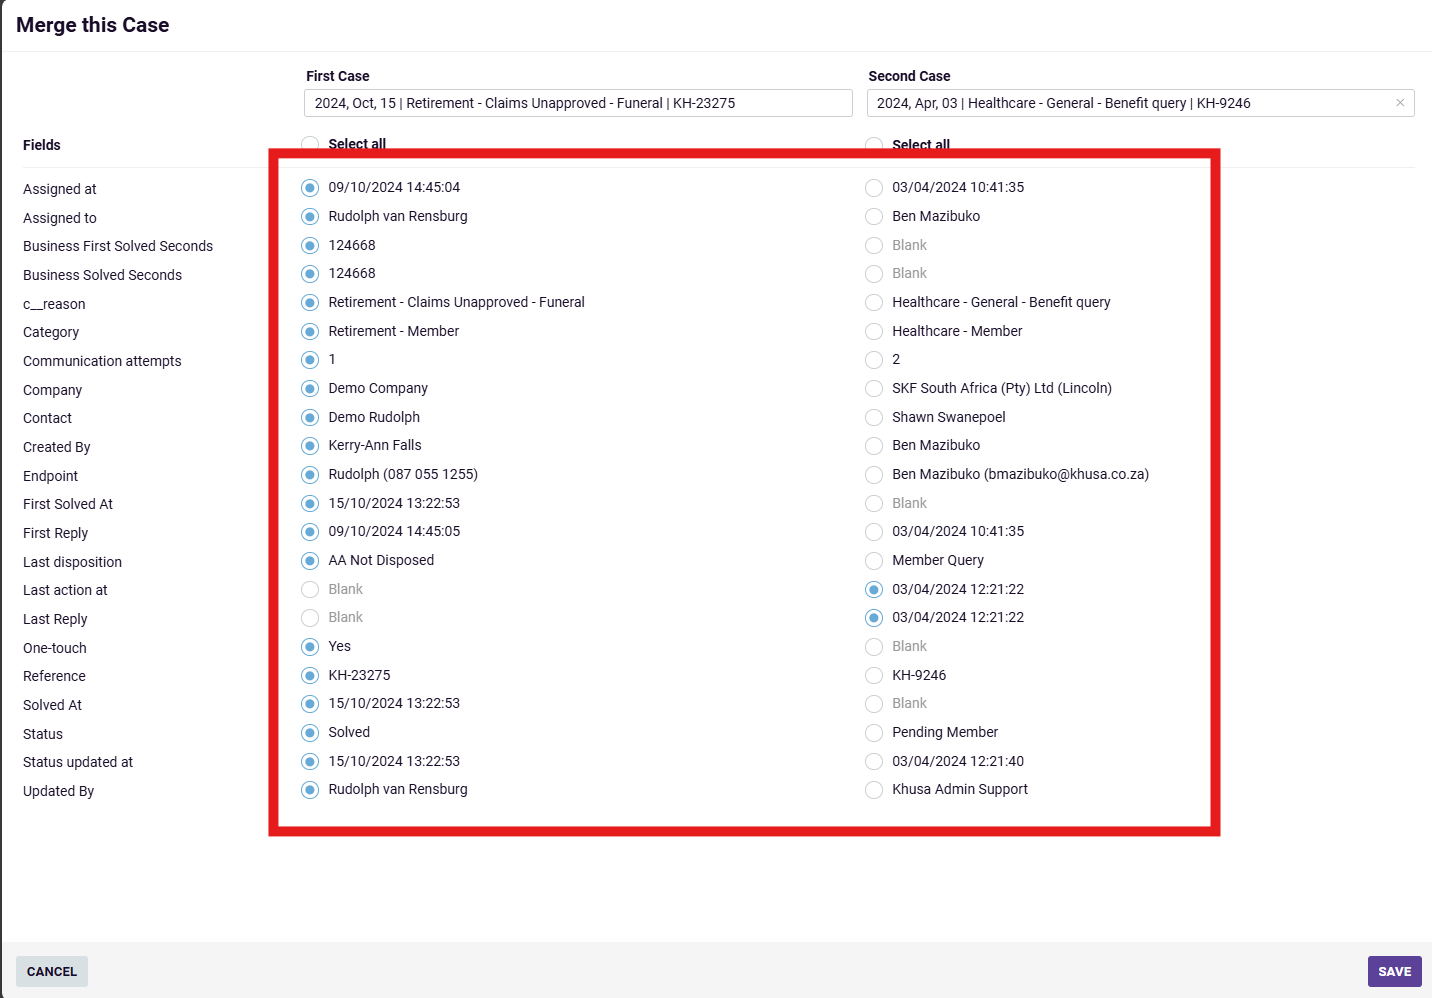 Merge this Case
First Case Second Case
2024, Oct, 15 | Retirement - Claims Unapproved - Funeral | KH-23275 2024, Apr, 03 | Healthcare - General - Benefit query | KH-9246 ×
Fields Select all Select all
Assigned at 09/10/2024 14:45:04 03/04/2024 10:41:35
Assigned to Rudolph van Rensburg Ben Mazibuko
Business First Solved Seconds 124668 Blank
Business Solved Seconds 124668 Blank
c__reason Retirement - Claims Unapproved - Funeral Healthcare - General - Benefit query
Category Retirement - Member Healthcare - Member
Communication attempts 1 2
Company Demo Company SKF South Africa (Pty) Ltd (Lincoln)
Contact Demo Rudolph Shawn Swanepoel
Created By Kerry-Ann Falls Ben Mazibuko
Endpoint Rudolph (087 055 1255) Ben Mazibuko (bmazibuko@khusa.co.za)
First Solved At 15/10/2024 13:22:53 Blank
First Reply 09/10/2024 14:45:05 03/04/2024 10:41:35
Last disposition AA Not Disposed Member Query
Last action at Blank 03/04/2024 12:21:22
Last Reply Blank 03/04/2024 12:21:22
One-touch Yes Blank
Reference KH-23275 KH-9246
Solved At 15/10/2024 13:22:53 Blank
Status Solved Pending Member
Status updated at 15/10/2024 13:22:53 03/04/2024 12:21:40
Updated By Rudolph van Rensburg Khusa Admin Support
CANCEL SAVE